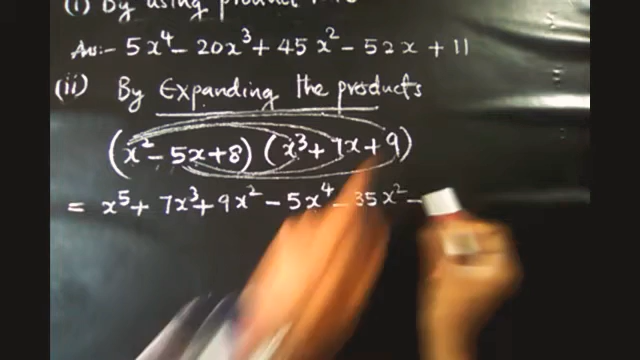 (i) By using product
Ans:- 5x⁴ - 20x³ + 45x² - 52x + 11
(ii) By Expanding the products
(x² - 5x + 8) (x³ + 7x + 9)
= x⁵ + 7x³ + 9x² - 5x⁴ - 35x² -